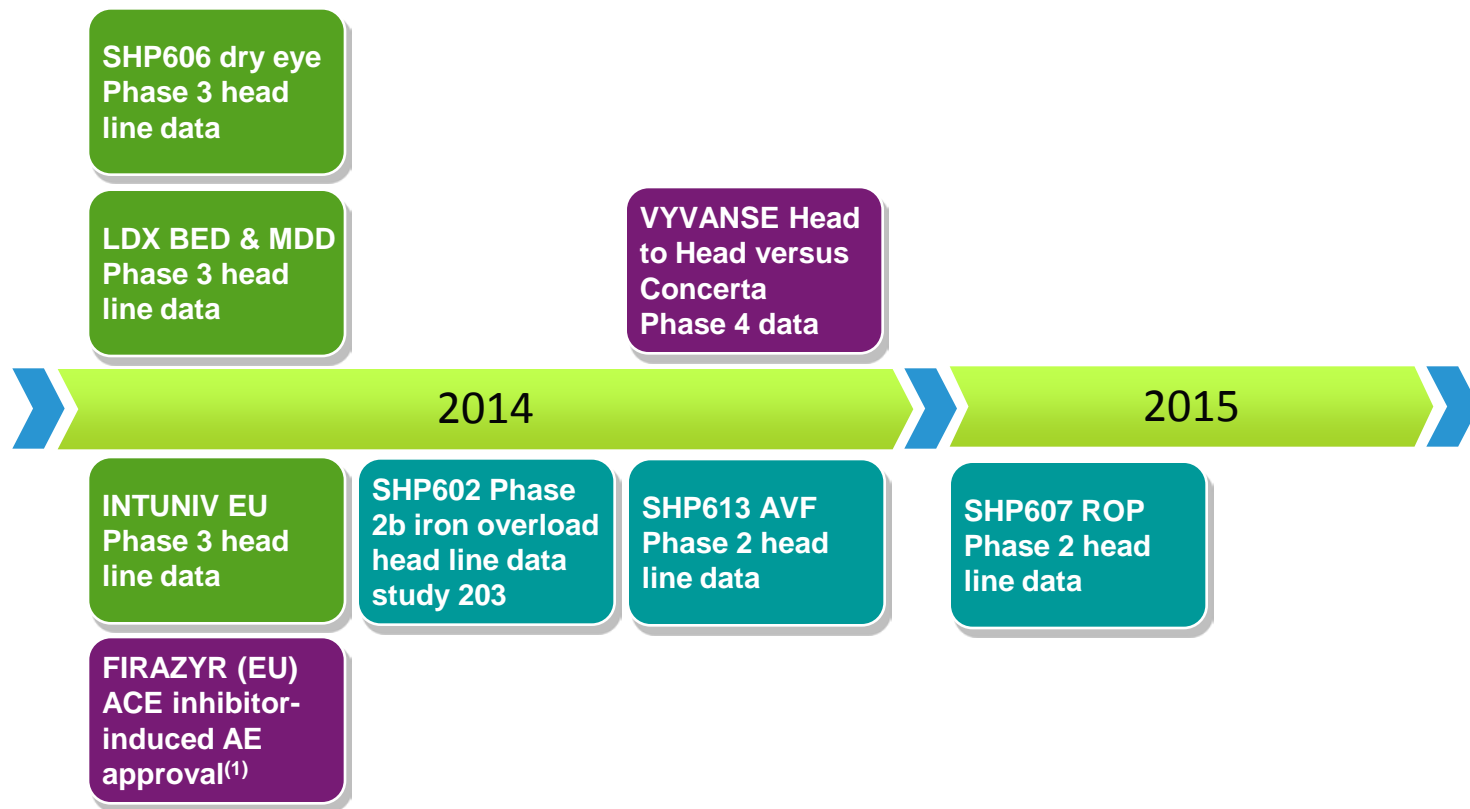 SHP606 dry eye
Phase 3 head
line data
LDX BED & MDD
Phase 3 head
line data
VYVANSE Head
to Head versus
Concerta
Phase 4 data
2014
2015
INTUNIV EU
Phase 3 head
line data
SHP602 Phase
2b iron overload
head line data
study 203
SHP613 AVF
Phase 2 head
line data
SHP607 ROP
Phase 2 head
line data
FIRAZYR (EU)
ACE inhibitor-
induced AE
approval(1)